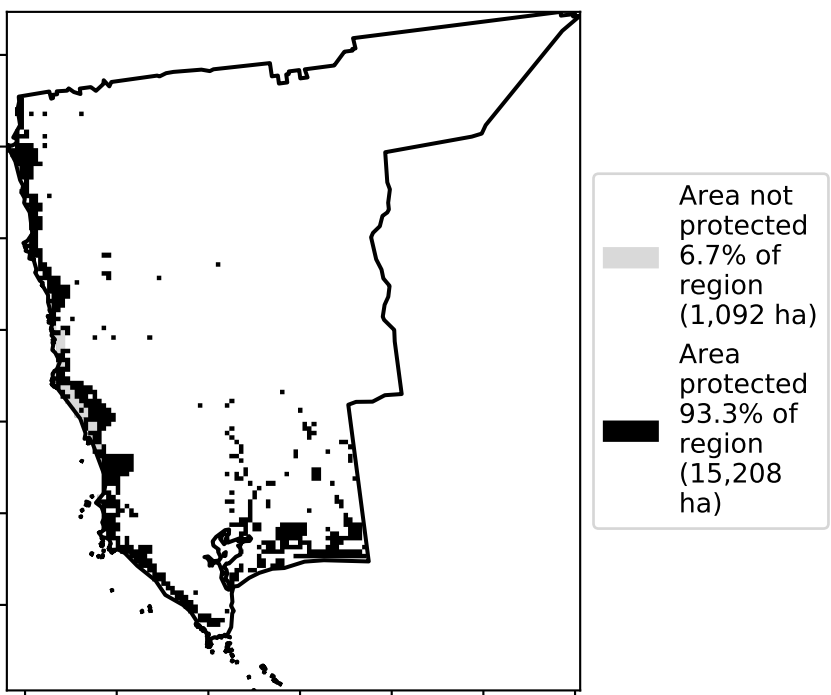 Area not
protected
6.7% of
region
(1,092 ha)
Area
protected
93.3% of
region
(15,208
ha)